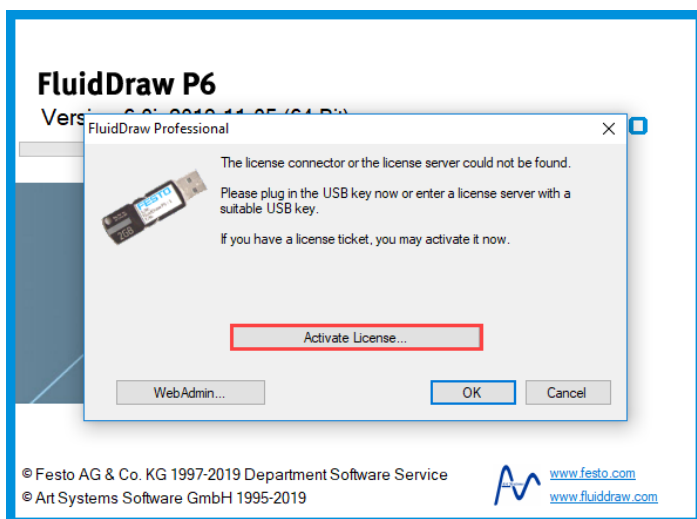 FluidDraw P6
FluidDraw Professional
The license connector or the license server could not be found.
Please plug in the USB key now or enter a license server with a
suitable USB key.
If you have a license ticket, you may activate it now.
FESTO
2GB
Activate License...
WebAdmin...
OK
Cancel
© Festo AG & Co. KG 1997-2019 Department Software Service
© Art Systems Software GmbH 1995-2019
www.festo.com
www.fluiddraw.com